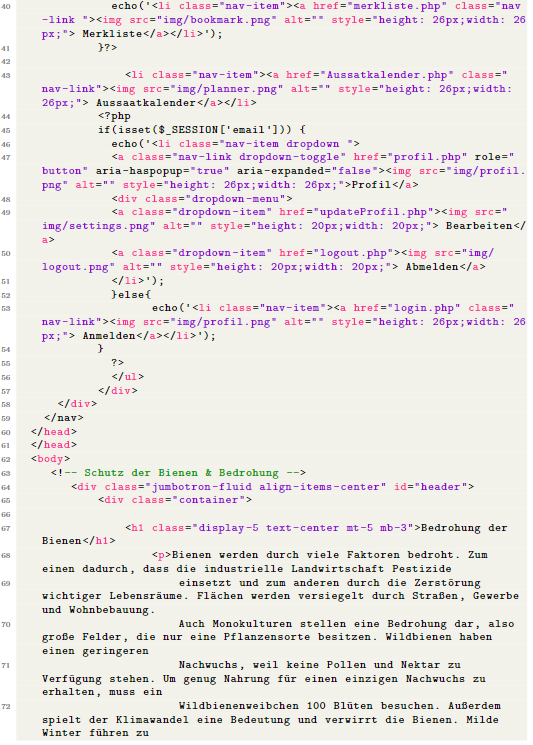 40 echo('<li class="nav-item"><a href="merkliste.php" class="nav
-link "><img src="img/bookmark.png" alt="" style="height: 26px;width: 26
px;"> Merkliste</a></li>');
41 }?>
42
43 <li class="nav-item"><a href="Aussatkalender.php" class="
nav-link"><img src="img/planner.png" alt="" style="height: 26px;width:
26px;"> Aussaatkalender</a></li>
44 <?php
45 if(isset($_SESSION['email'])) {
46 echo('<li class="nav-item dropdown ">
47 <a class="nav-link dropdown-toggle" href="profil.php" role="
button" aria-haspopup="true" aria-expanded="false"><img src="img/profil.
png" alt="" style="height: 26px;width: 26px;">Profil</a>
48 <div class="dropdown-menu">
49 <a class="dropdown-item" href="updateProfil.php"><img src="
img/settings.png" alt="" style="height: 20px;width: 20px;"> Bearbeiten</
a>
50 <a class="dropdown-item" href="logout.php"><img src="img/
logout.png" alt="" style="height: 20px;width: 20px;"> Abmelden</a>
51 </li>');
52 }else{
53 echo('<li class="nav-item"><a href="login.php" class="
nav-link"><img src="img/profil.png" alt="" style="height: 26px;width: 26
px;"> Anmelden</a></li>');
54 }
55 ?>
56 </ul>
57 </div>
58 </div>
59 </nav>
60 </head>
61 </head>
62 <body>
63 <!-- Schutz der Bienen & Bedrohung -->
64 <div class="jumbotron-fluid align-items-center" id="header">
65 <div class="container">
66
67 <h1 class="display-5 text-center mt-5 mb-3">Bedrohung der
Bienen</h1>
68 <p>Bienen werden durch viele Faktoren bedroht. Zum
einen dadurch, dass die industrielle Landwirtschaft Pestizide
69 einsetzt und zum anderen durch die Zerstörung
wichtiger Lebensräume. Flächen werden versiegelt durch Straßen, Gewerbe
und Wohnbebauung.
70 Auch Monokulturen stellen eine Bedrohung dar, also
große Felder, die nur eine Pflanzensorte besitzen. Wildbienen haben
einen geringeren
71 Nachwuchs, weil keine Pollen und Nektar zu
Verfügung stehen. Um genug Nahrung für einen einzigen Nachwuchs zu
erhalten, muss ein
72 Wildbienenweibchen 100 Blüten besuchen. Außerdem
spielt der Klimawandel eine Bedeutung und verwirrt die Bienen. Milde
Winter führen zu